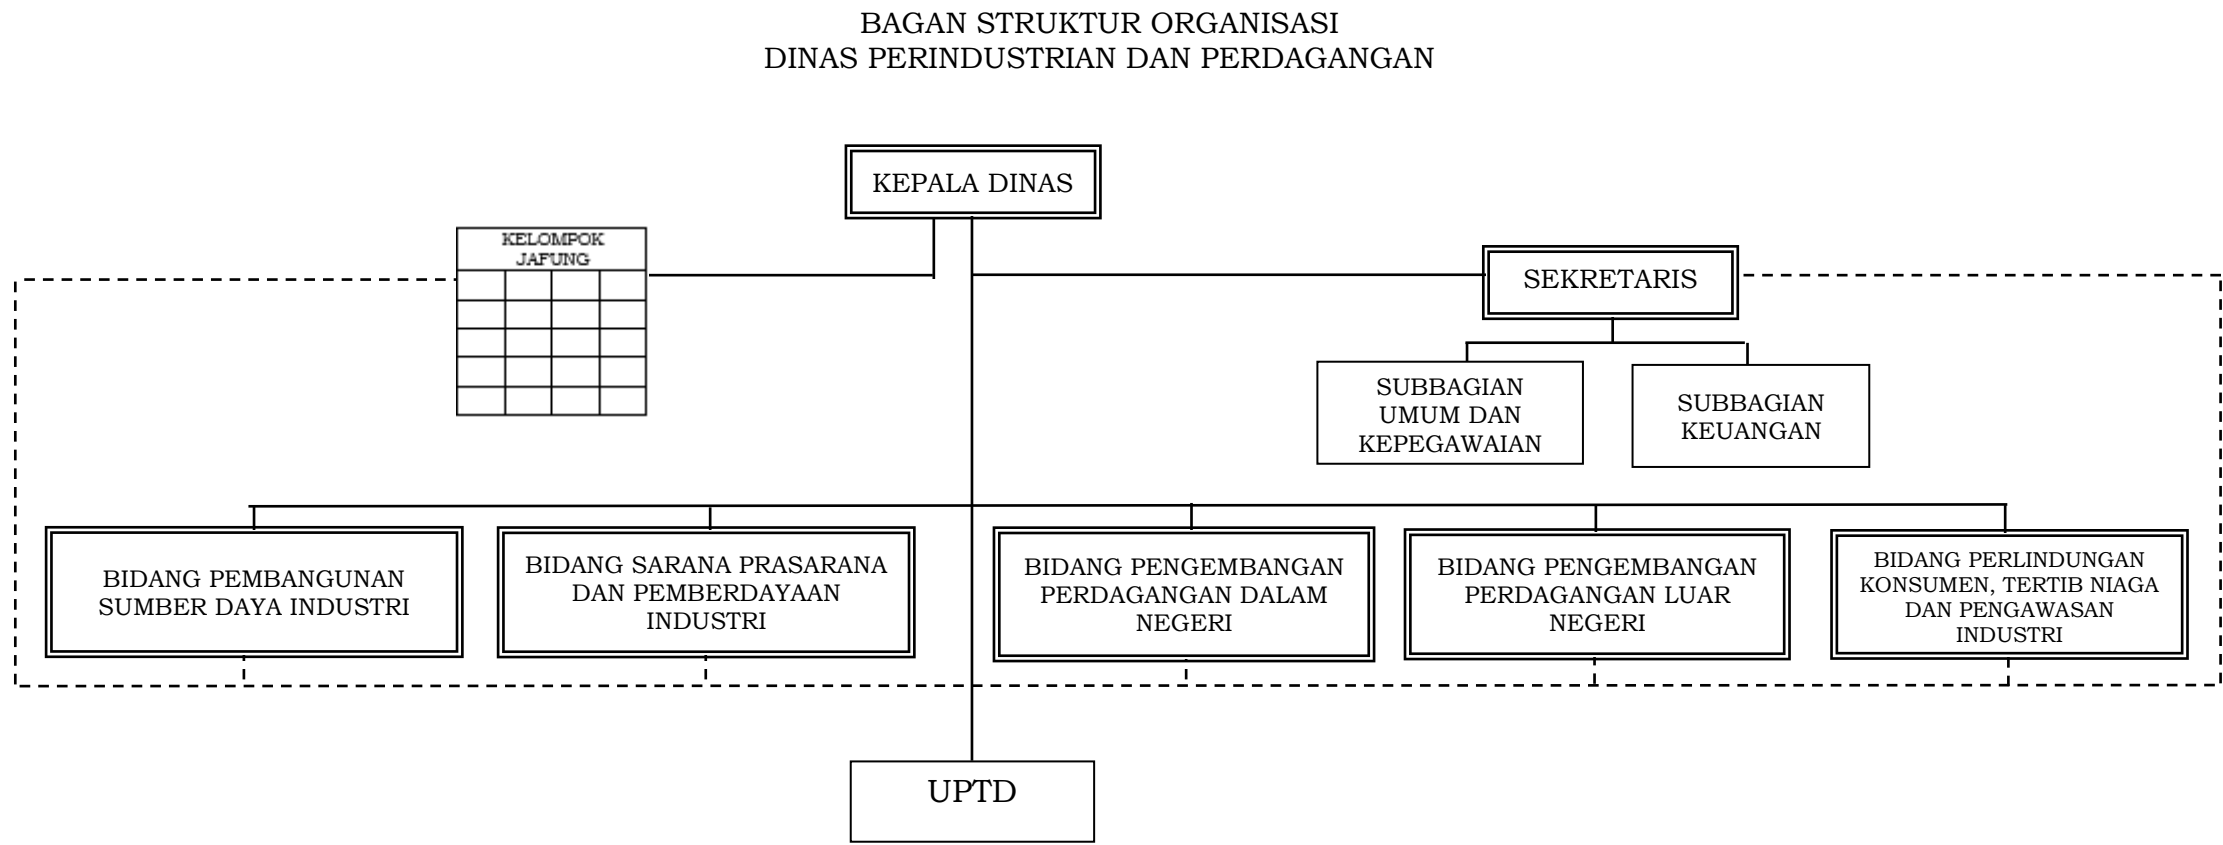 BAGAN STRUKTUR ORGANISASI
DINAS PERINDUSTRIAN DAN PERDAGANGAN
KEPALA DINAS
KELOMPOK
JAFUNG
SEKRETARIS
SUBBAGIAN
UMUM DAN
KEPEGAWAIAN
SUBBAGIAN
KEUANGAN
BIDANG PEMBANGUNAN
SUMBER DAYA INDUSTRI
BIDANG SARANA PRASARANA
DAN PEMBERDAYAAN
INDUSTRI
BIDANG PENGEMBANGAN
PERDAGANGAN DALAM
NEGERI
BIDANG PENGEMBANGAN
PERDAGANGAN LUAR
NEGERI
BIDANG PERLINDUNGAN
KONSUMEN, TERTIB NIAGA
DAN PENGAWASAN
INDUSTRI
UPTD